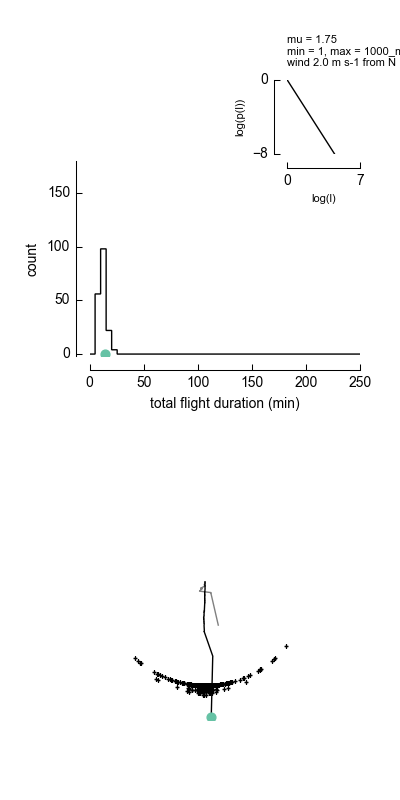 mu = 1.75
min = 1, max = 1000_m
wind 2.0 m s-1 from N
0
log(p(l))
−8
0
7
log(l)
150
100
50
0
count
0
50
100
150
200
250
total flight duration (min)